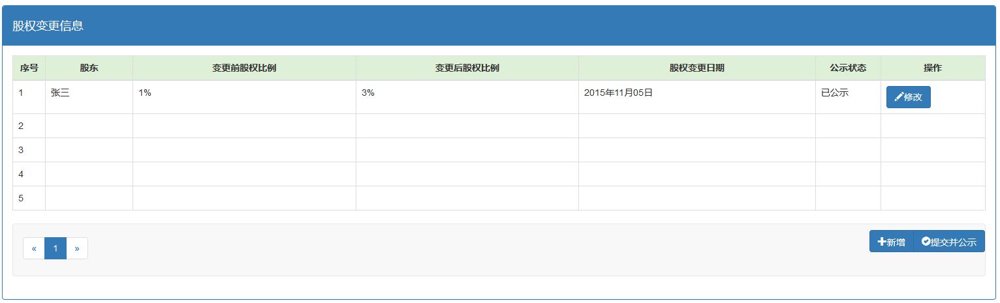 股权变更信息
序号 股东 变更前股权比例 变更后股权比例 股权变更日期 公示状态 操作
1 张三 1% 3% 2015年11月05日 已公示 修改
2
3
4
5
« 1 » 新增 提交并公示